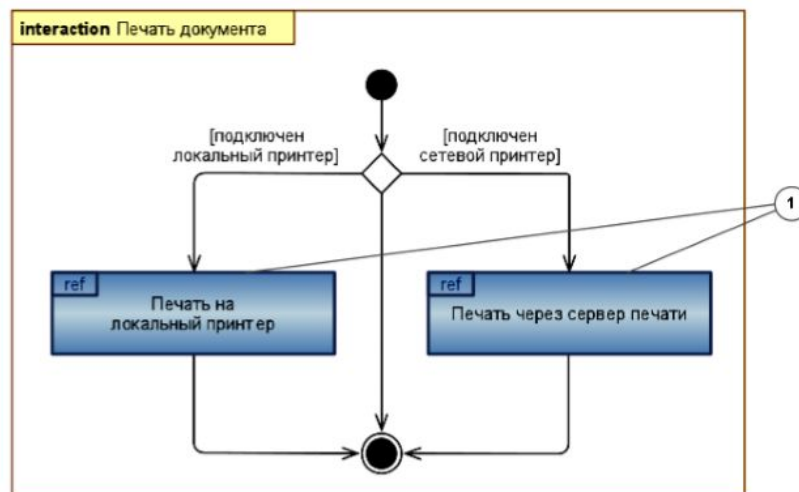 interaction Печать документа
[подключен
локальный принтер]
[подключен
сетевой принтер]
1
ref
Печать на
локальный принтер
ref
Печать через сервер печати